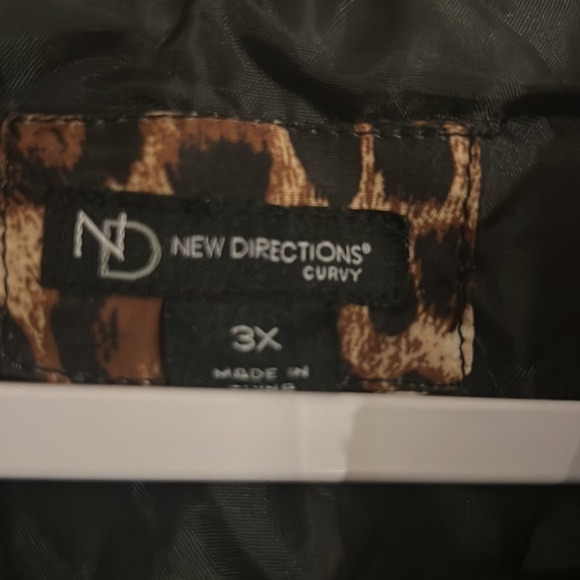 ND
NEW DIRECTIONS®
CURVY
3X
MADE IN